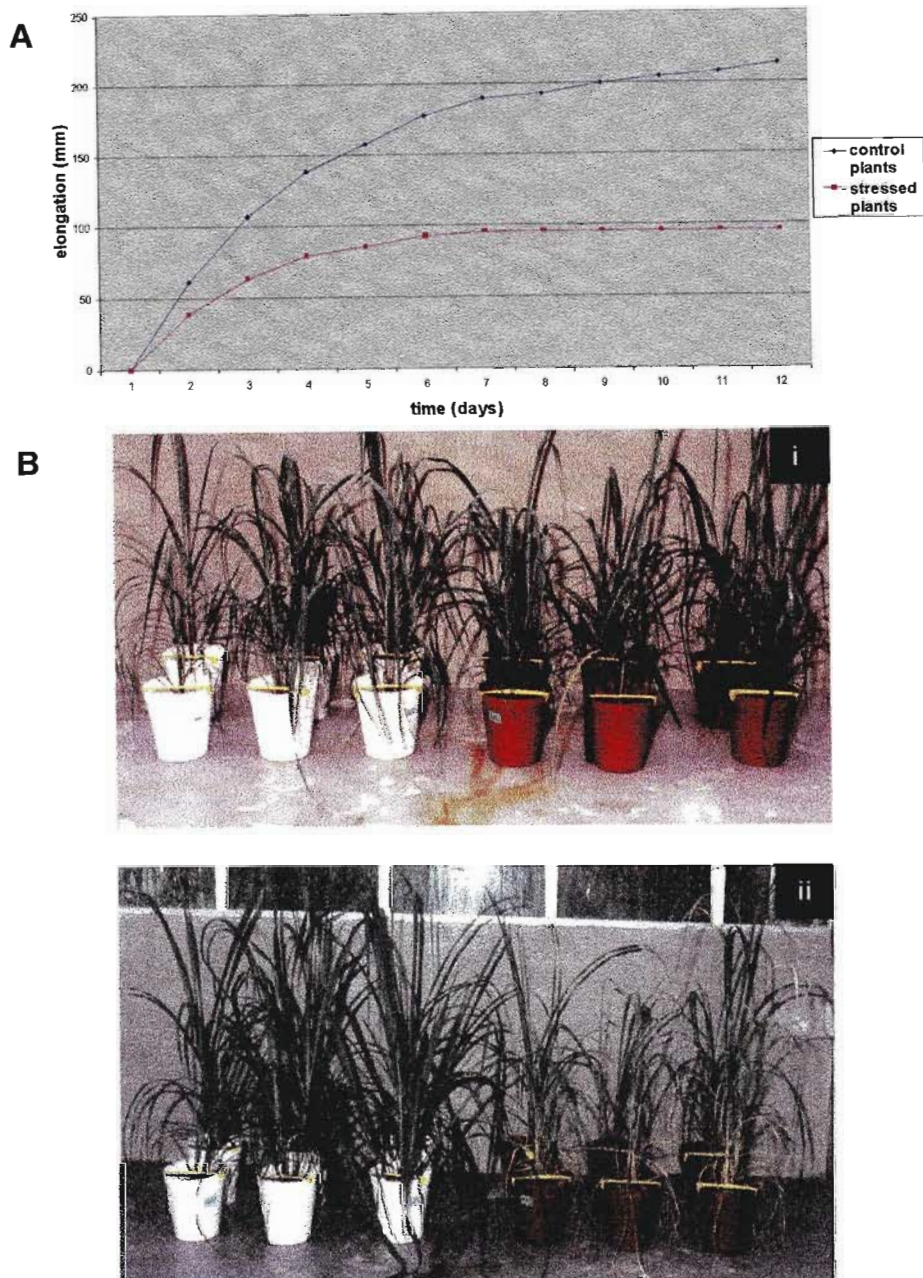 A
250
200
150
100
50
0
elongation (mm)
1 2 3 4 5 6 7 8 9 10 11 12
time (days)
control
plants
stressed
plants
B
i
ii